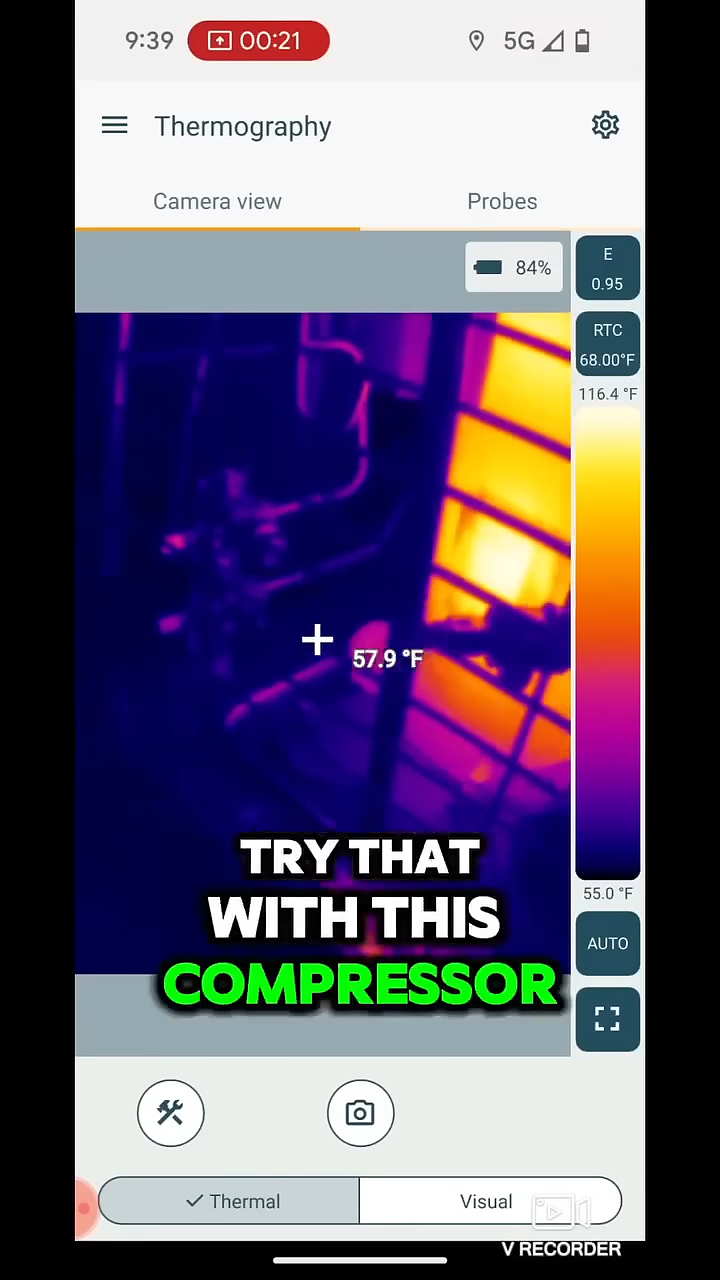 9:39
00:21
5G
Thermography
Camera view
Probes
84%
E
0.95
RTC
68.00°F
116.4 °F
57.9 °F
TRY THAT
WITH THIS
COMPRESSOR
55.0 °F
AUTO
Thermal
Visual
V RECORDER